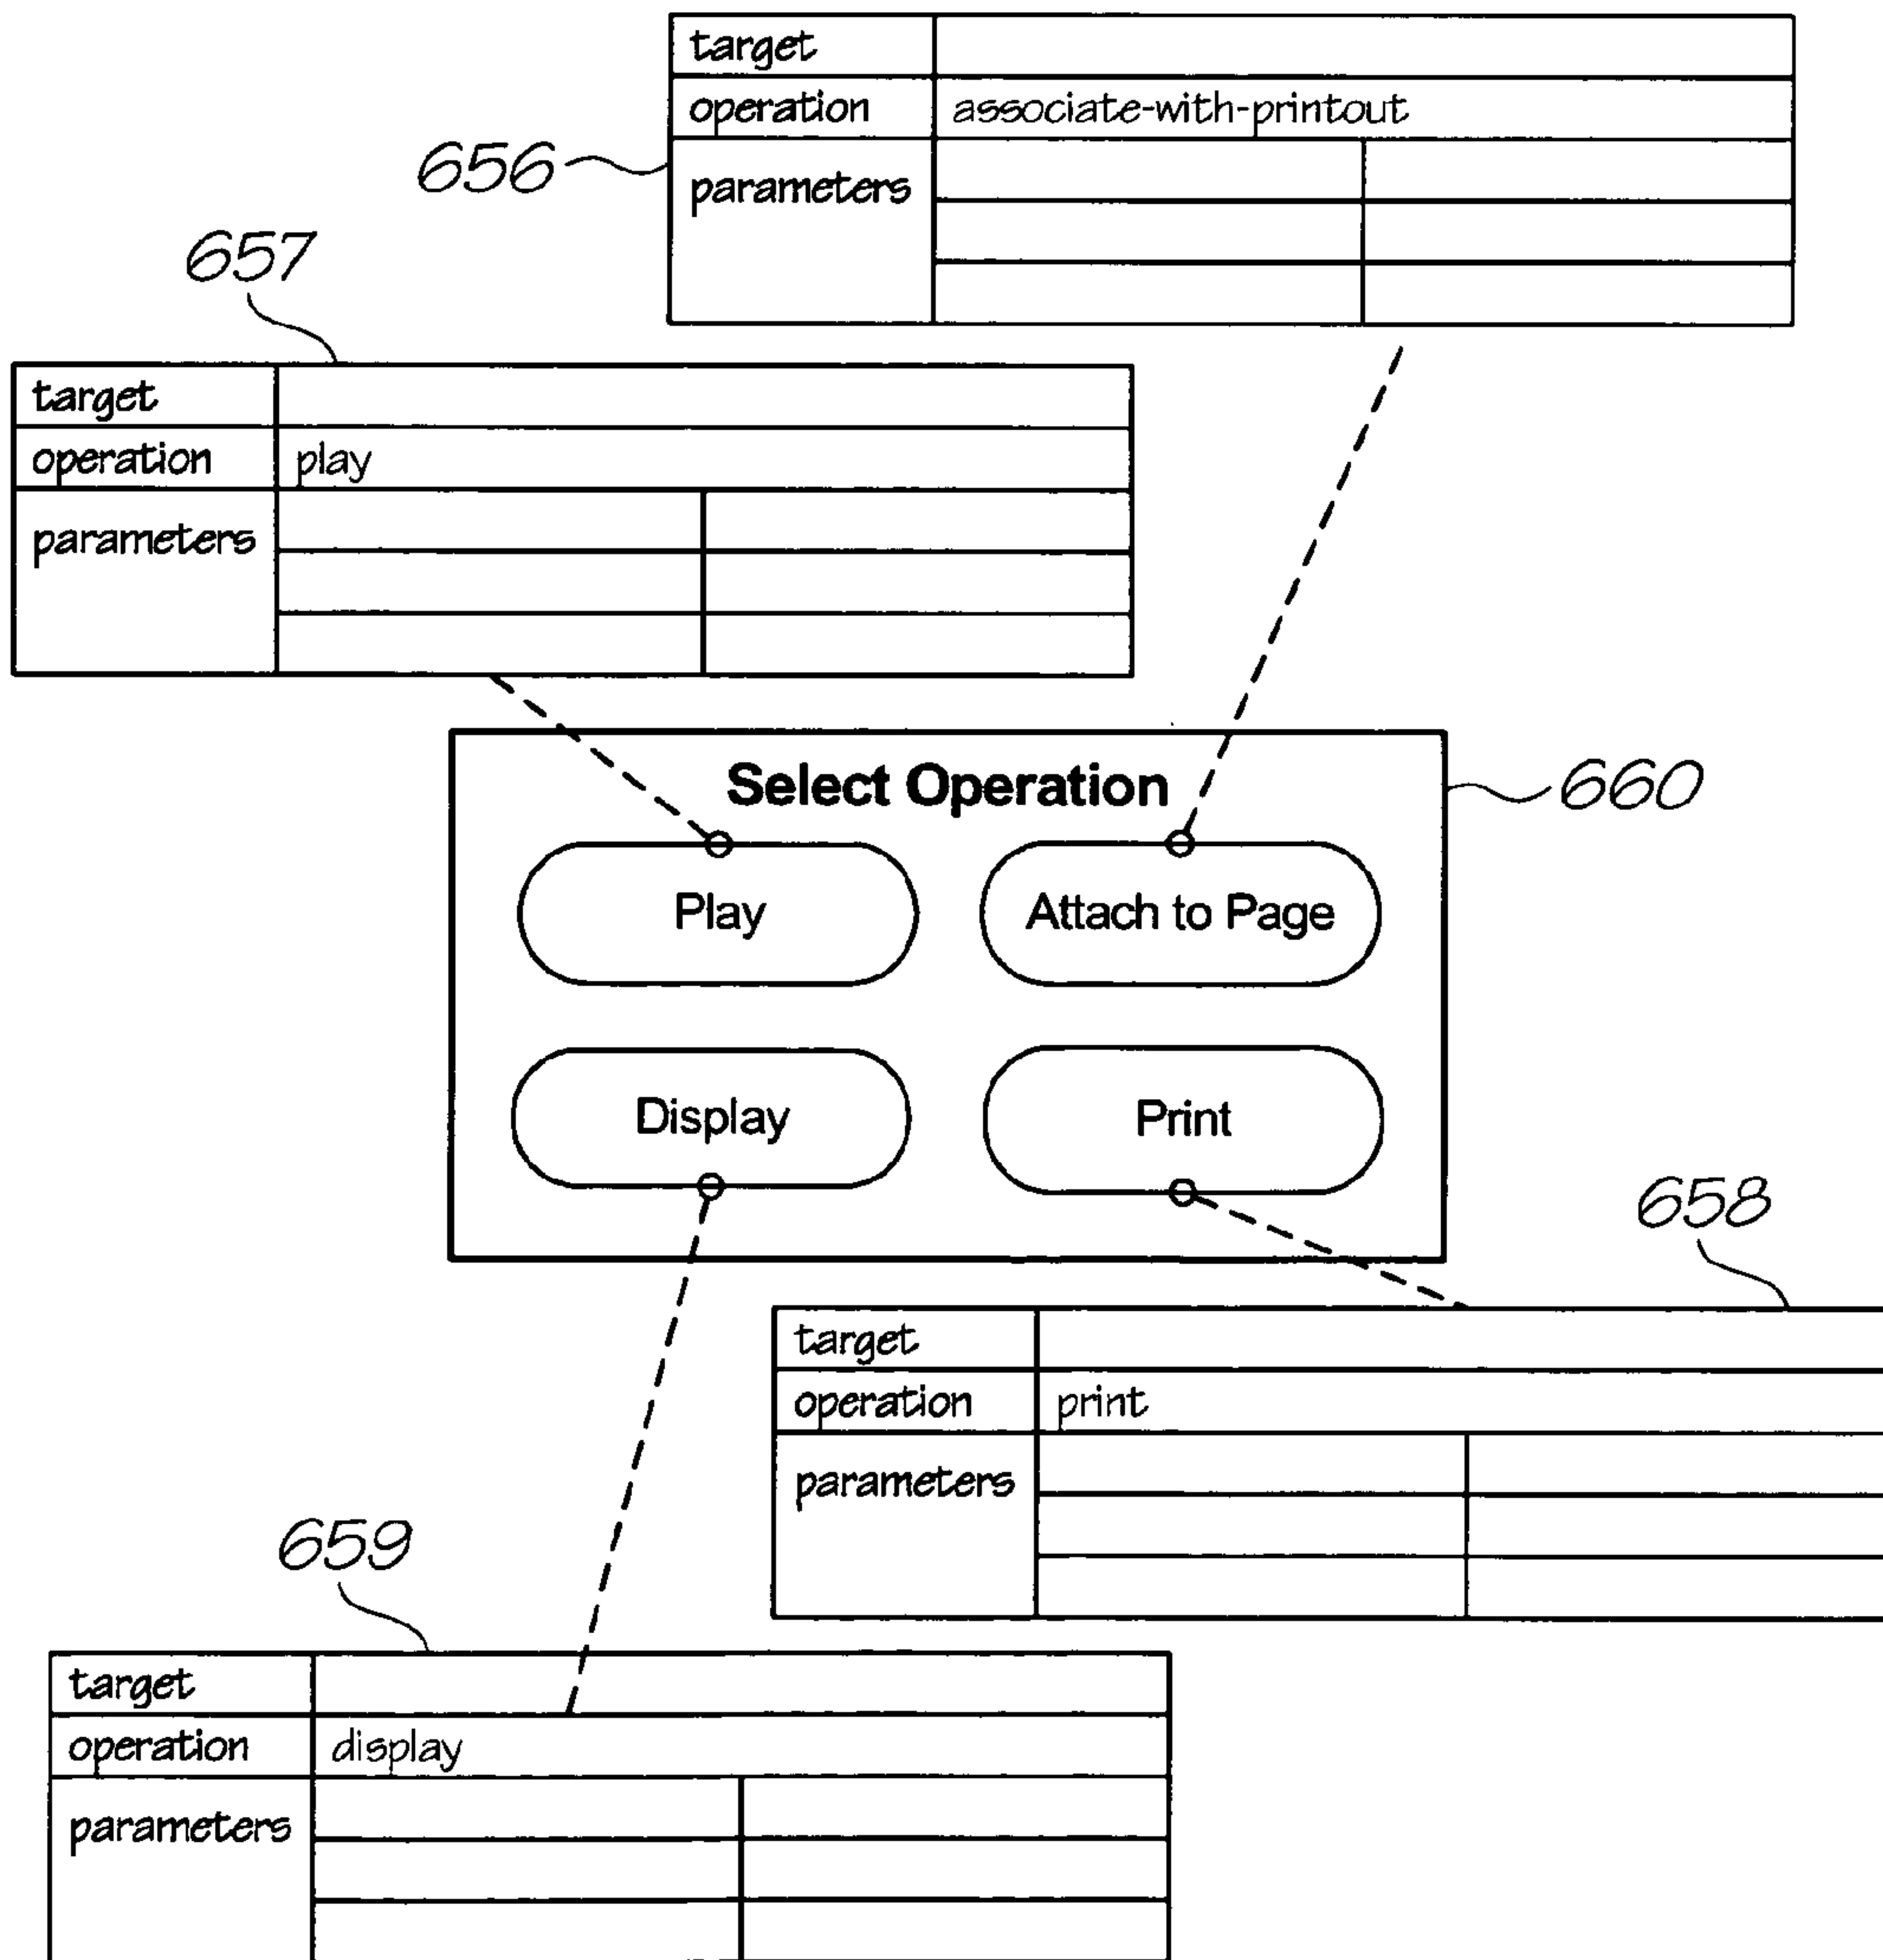 target
operation associate-with-printout
656
parameters
657
target
operation play
parameters
Select Operation
660
Play Attach to Page
Display Print
658
target
operation print
parameters
659
target
operation display
parameters